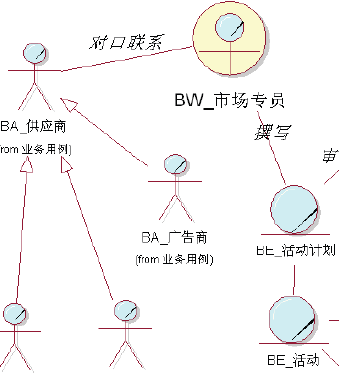 对口联系
BW_市场专员
BA_供应商
(from 业务用例)
撰写
审
BA_广告商
(from 业务用例)
BE_活动计划
BE_活动